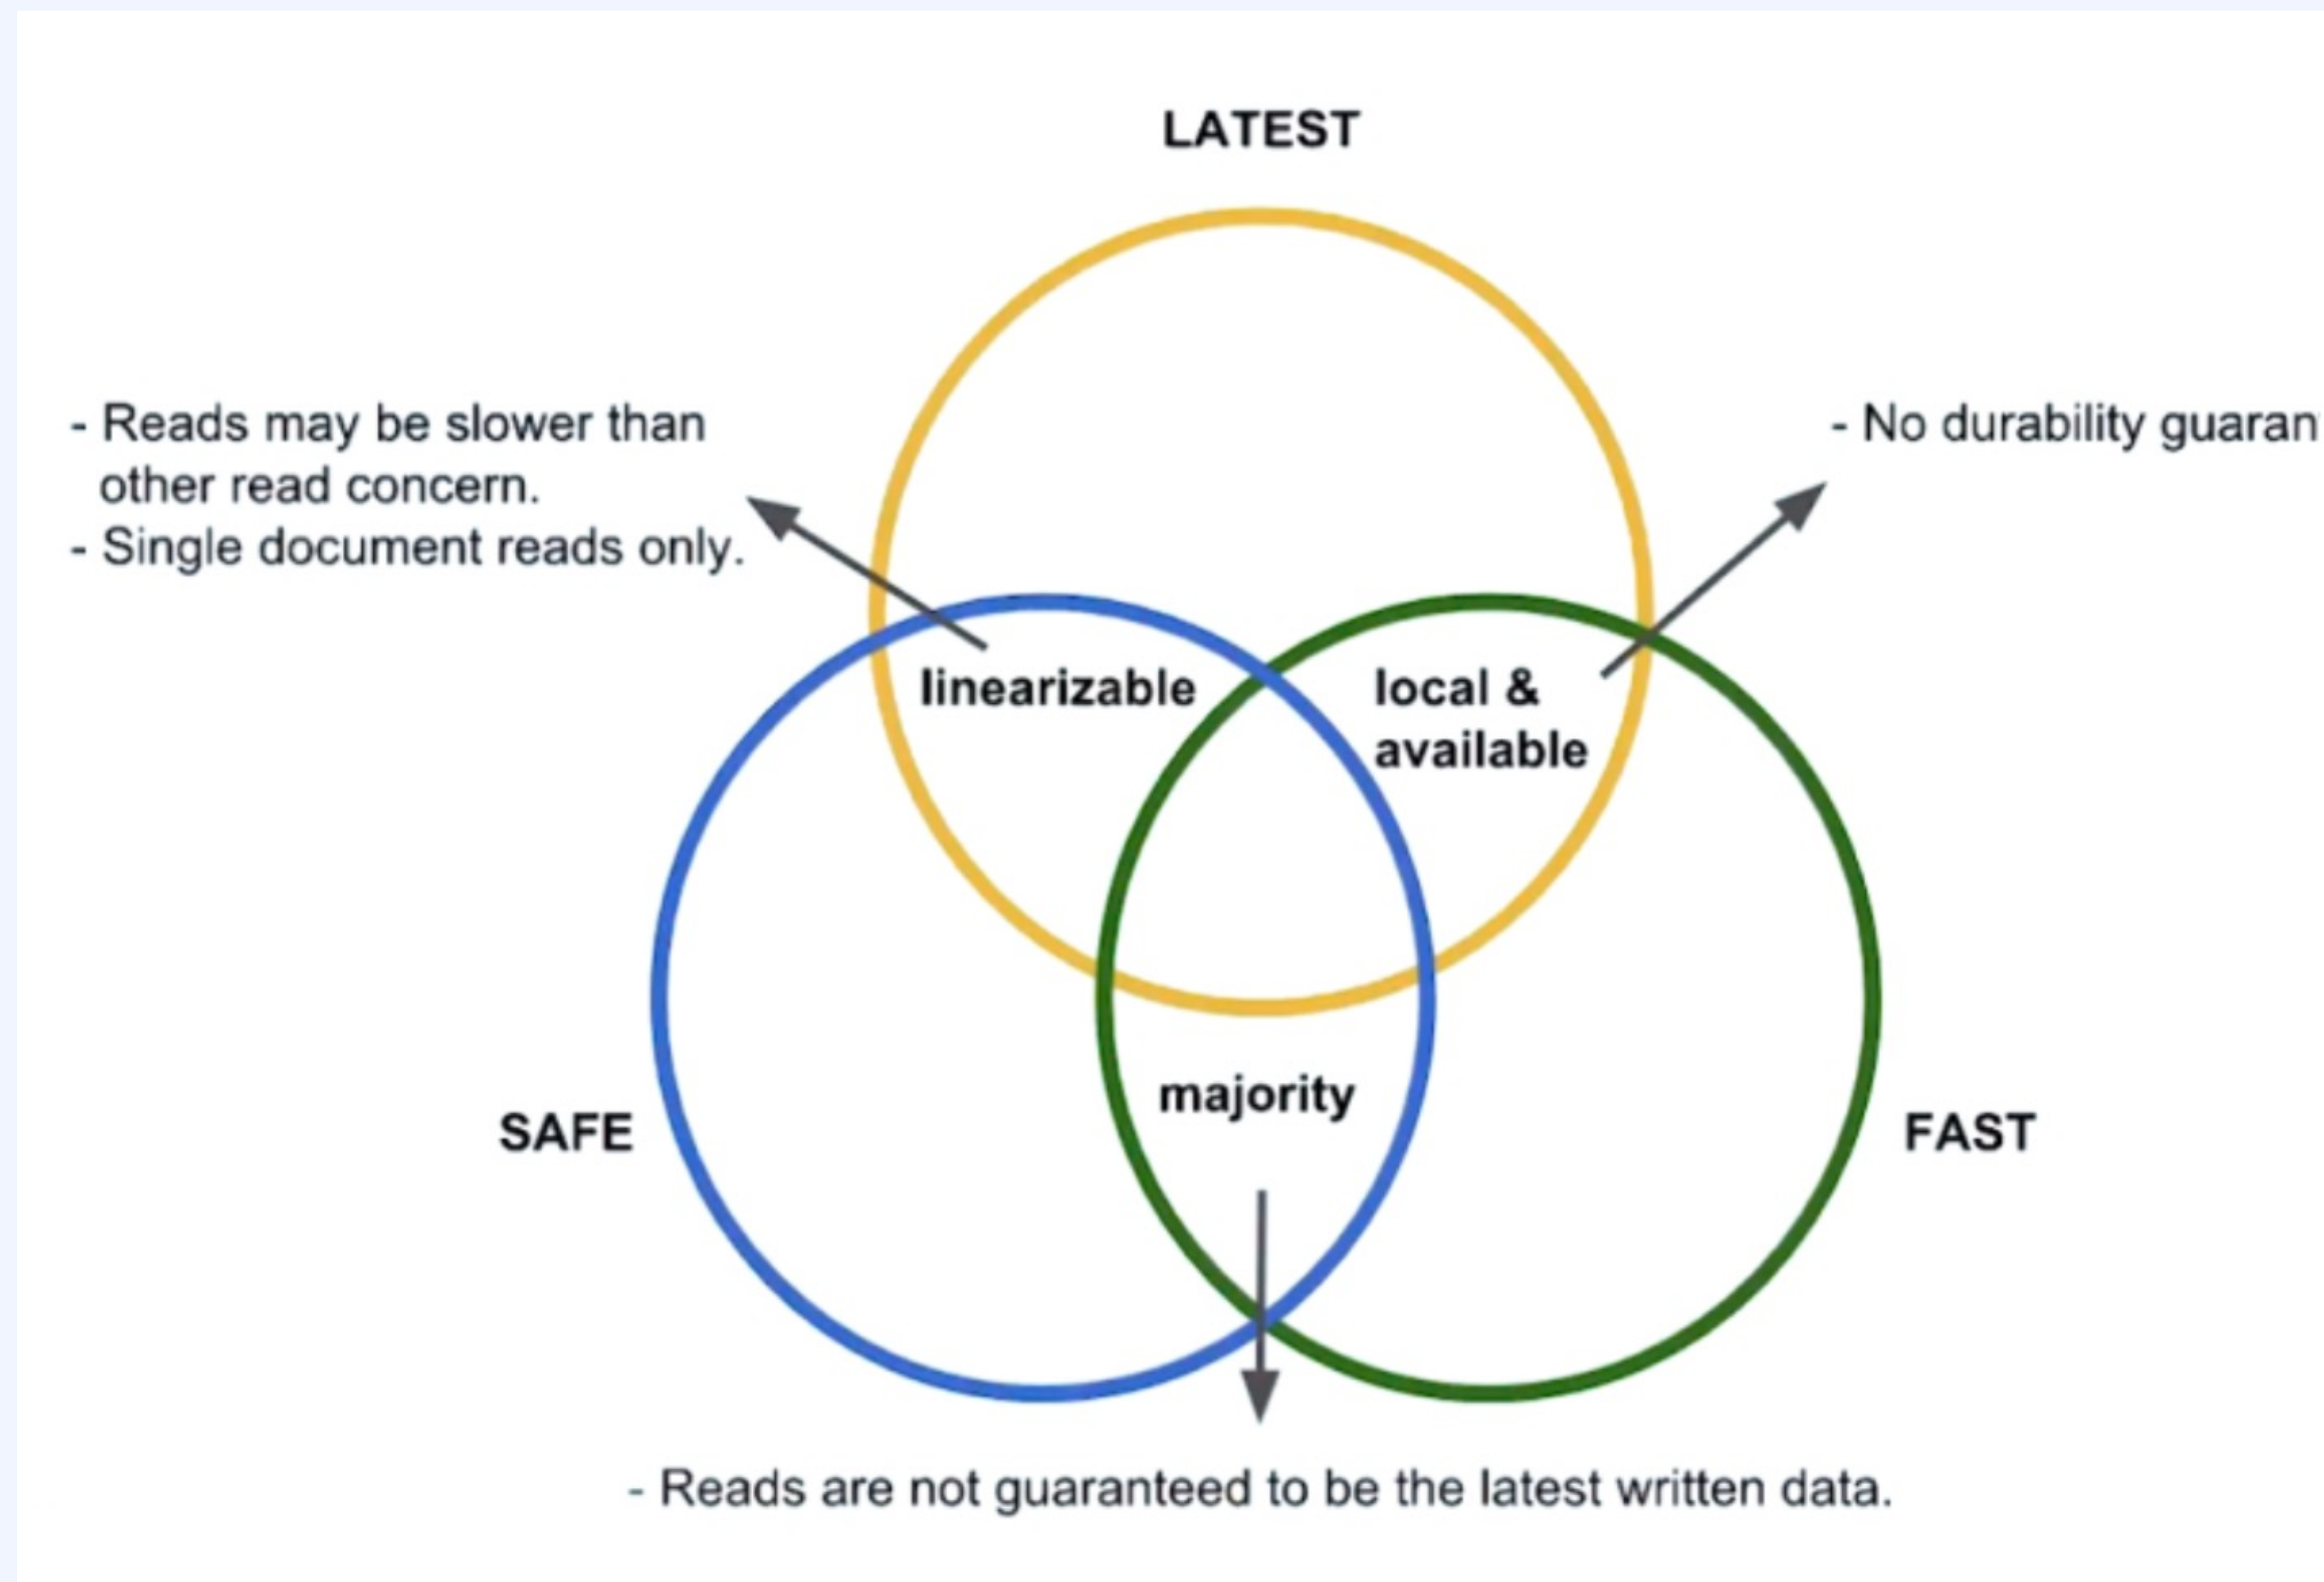 LATEST
- Reads may be slower than
other read concern.
- Single document reads only.
- No durability guaran
linearizable
local &
available
majority
SAFE
FAST
- Reads are not guaranteed to be the latest written data.